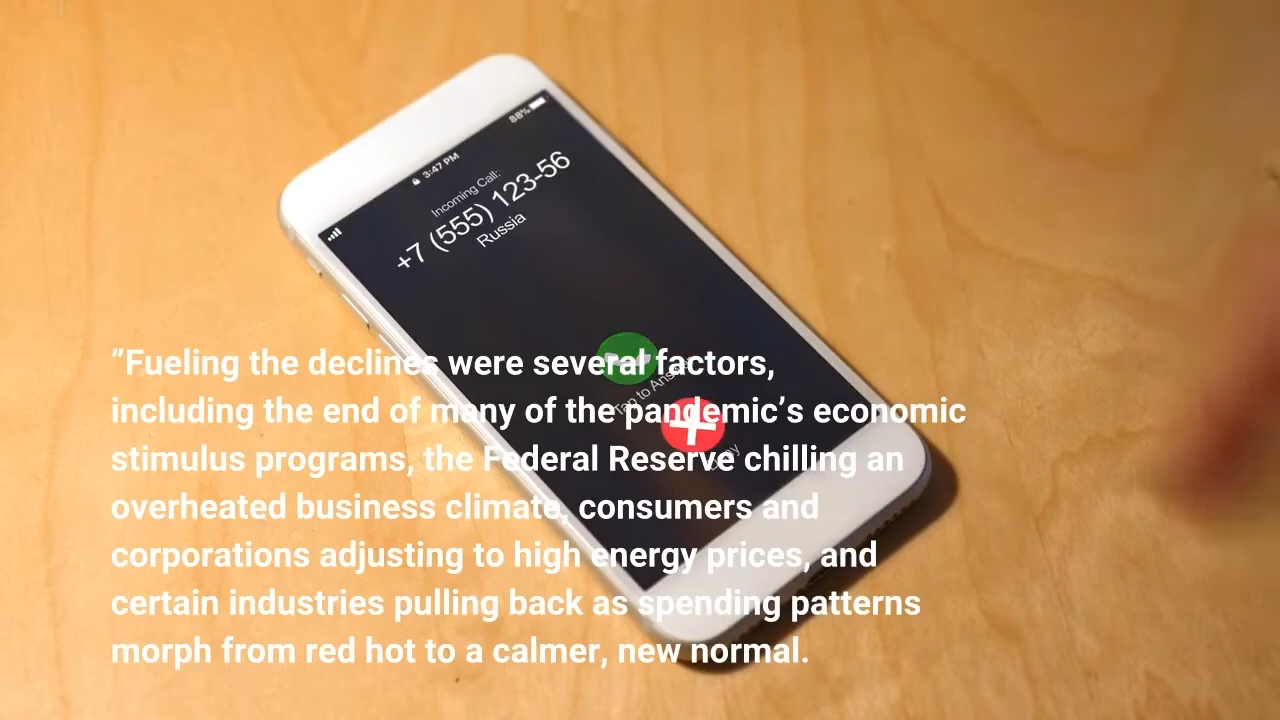 88%
3:47 PM
Incoming Call:
+7 (555) 123-56
Russia
Tap to Answer
”Fueling the declines were several factors,
including the end of many of the pandemic’s economic
stimulus programs, the Federal Reserve chilling an
overheated business climate, consumers and
corporations adjusting to high energy prices, and
certain industries pulling back as spending patterns
morph from red hot to a calmer, new normal.